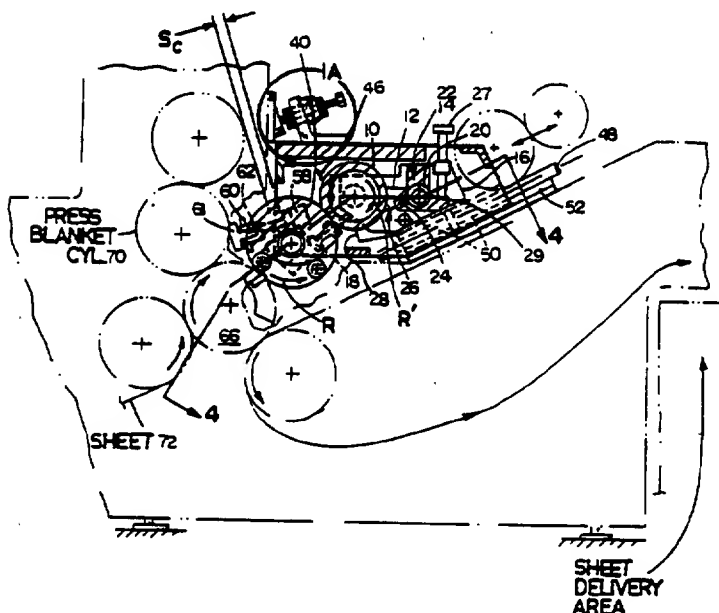 Sc
40
1A
46
10
12
22
14
27
20
16
48
52
4
62
58
60
61
PRESS
BLANKET
CYL. 70
18
28
26
24
50
29
R
R'
66
4
SHEET 72
SHEET
DELIVERY
AREA